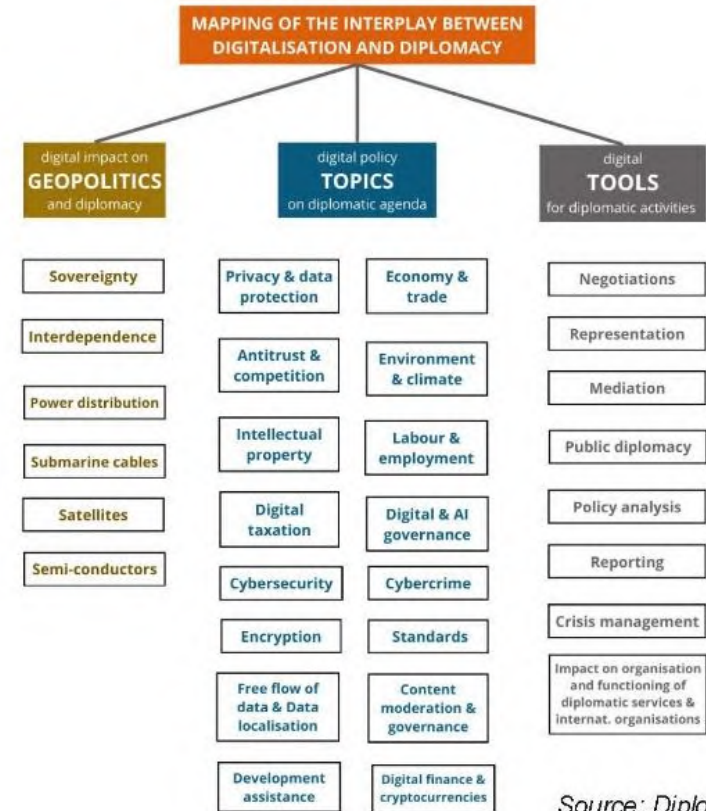 MAPPING OF THE INTERPLAY BETWEEN
DIGITALISATION AND DIPLOMACY
digital impact on
GEOPOLITICS
and diplomacy
Sovereignty
Interdependence
Power distribution
Submarine cables
Satellites
Semi-conductors
digital policy
TOPICS
on diplomatic agenda
Privacy & data
protection
Economy &
trade
Antitrust &
competition
Environment
& climate
Intellectual
property
Labour &
employment
Digital
taxation
Digital & AI
governance
Cybersecurity
Cybercrime
Encryption
Standards
Free flow of
data & Data
localisation
Content
moderation &
governance
Development
assistance
Digital finance &
cryptocurrencies
digital
TOOLS
for diplomatic activities
Negotiations
Representation
Mediation
Public diplomacy
Policy analysis
Reporting
Crisis management
Impact on organisation
and functioning of
diplomatic services &
internat. organisations
Source: Diplo